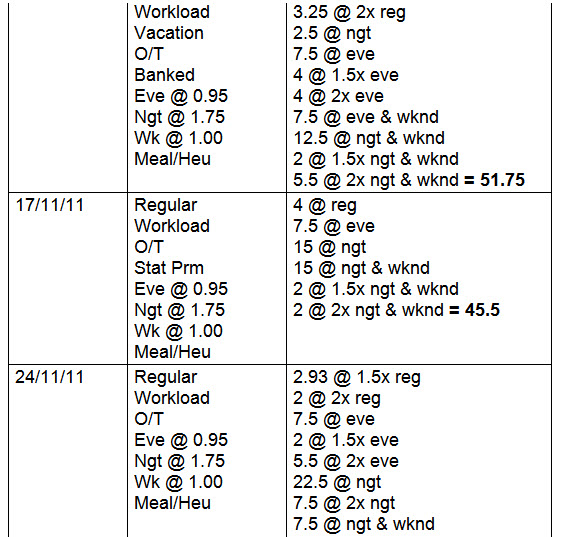 Workload
Vacation
O/T
Banked
Eve @ 0.95
Ngt @ 1.75
Wk @ 1.00
Meal/Heu
3.25 @ 2x reg
2.5 @ ngt
7.5 @ eve
4 @ 1.5x eve
4 @ 2x eve
7.5 @ eve & wknd
12.5 @ ngt & wknd
2 @ 1.5x ngt & wknd
5.5 @ 2x ngt & wknd = 51.75
17/11/11
Regular
Workload
O/T
Stat Prm
Eve @ 0.95
Ngt @ 1.75
Wk @ 1.00
Meal/Heu
4 @ reg
7.5 @ eve
15 @ ngt
15 @ ngt & wknd
2 @ 1.5x ngt & wknd
2 @ 2x ngt & wknd = 45.5
24/11/11
Regular
Workload
O/T
Eve @ 0.95
Ngt @ 1.75
Wk @ 1.00
Meal/Heu
2.93 @ 1.5x reg
2 @ 2x reg
7.5 @ eve
2 @ 1.5x eve
5.5 @ 2x eve
22.5 @ ngt
7.5 @ 2x ngt
7.5 @ ngt & wknd